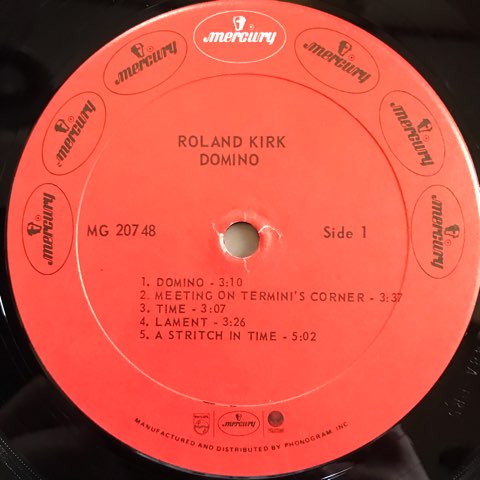 mercury
mercury
mercury
mercury
mercury
mercury
mercury
ROLAND KIRK
DOMINO
MG 20748
Side 1
1. DOMINO - 3:10
2. MEETING ON TERMINI'S CORNER - 3:37
3. TIME - 3:07
4. LAMENT - 3:26
5. A STRITCH IN TIME - 5:02
PHILIPS
mercury
MANUFACTURED AND DISTRIBUTED BY PHONOGRAM, INC.